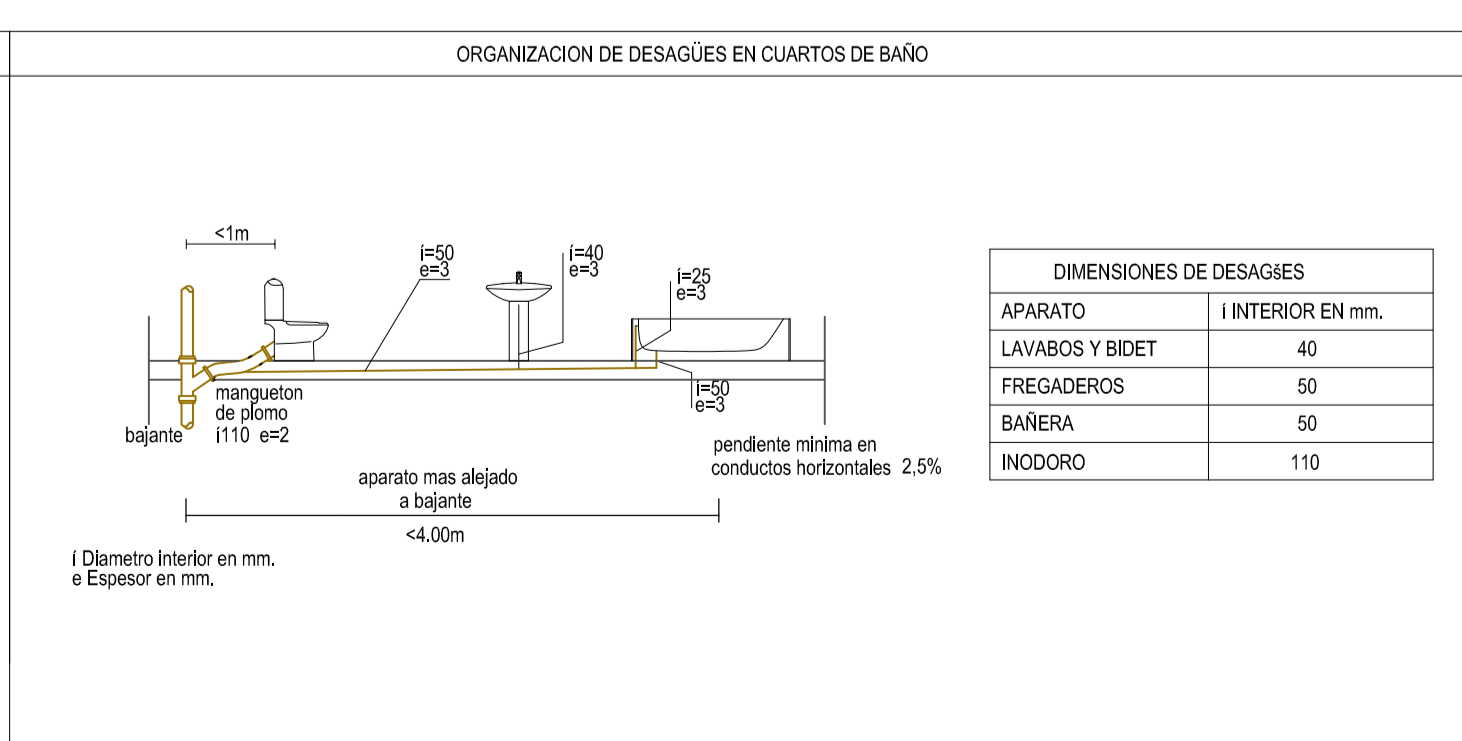 ORGANIZACION DE DESAGÜES EN CUARTOS DE BAÑO
<1m
í=50
e=3
í=40
e=3
í=25
e=3
í=50
e=3
mangueton
de plomo
í110 e=2
bajante
pendiente minima en
conductos horizontales 2,5%
aparato mas alejado
a bajante
<4.00m
í Diametro interior en mm.
e Espesor en mm.
DIMENSIONES DE DESAGšES
APARATO í INTERIOR EN mm.
LAVABOS Y BIDET 40
FREGADEROS 50
BAÑERA 50
INODORO 110